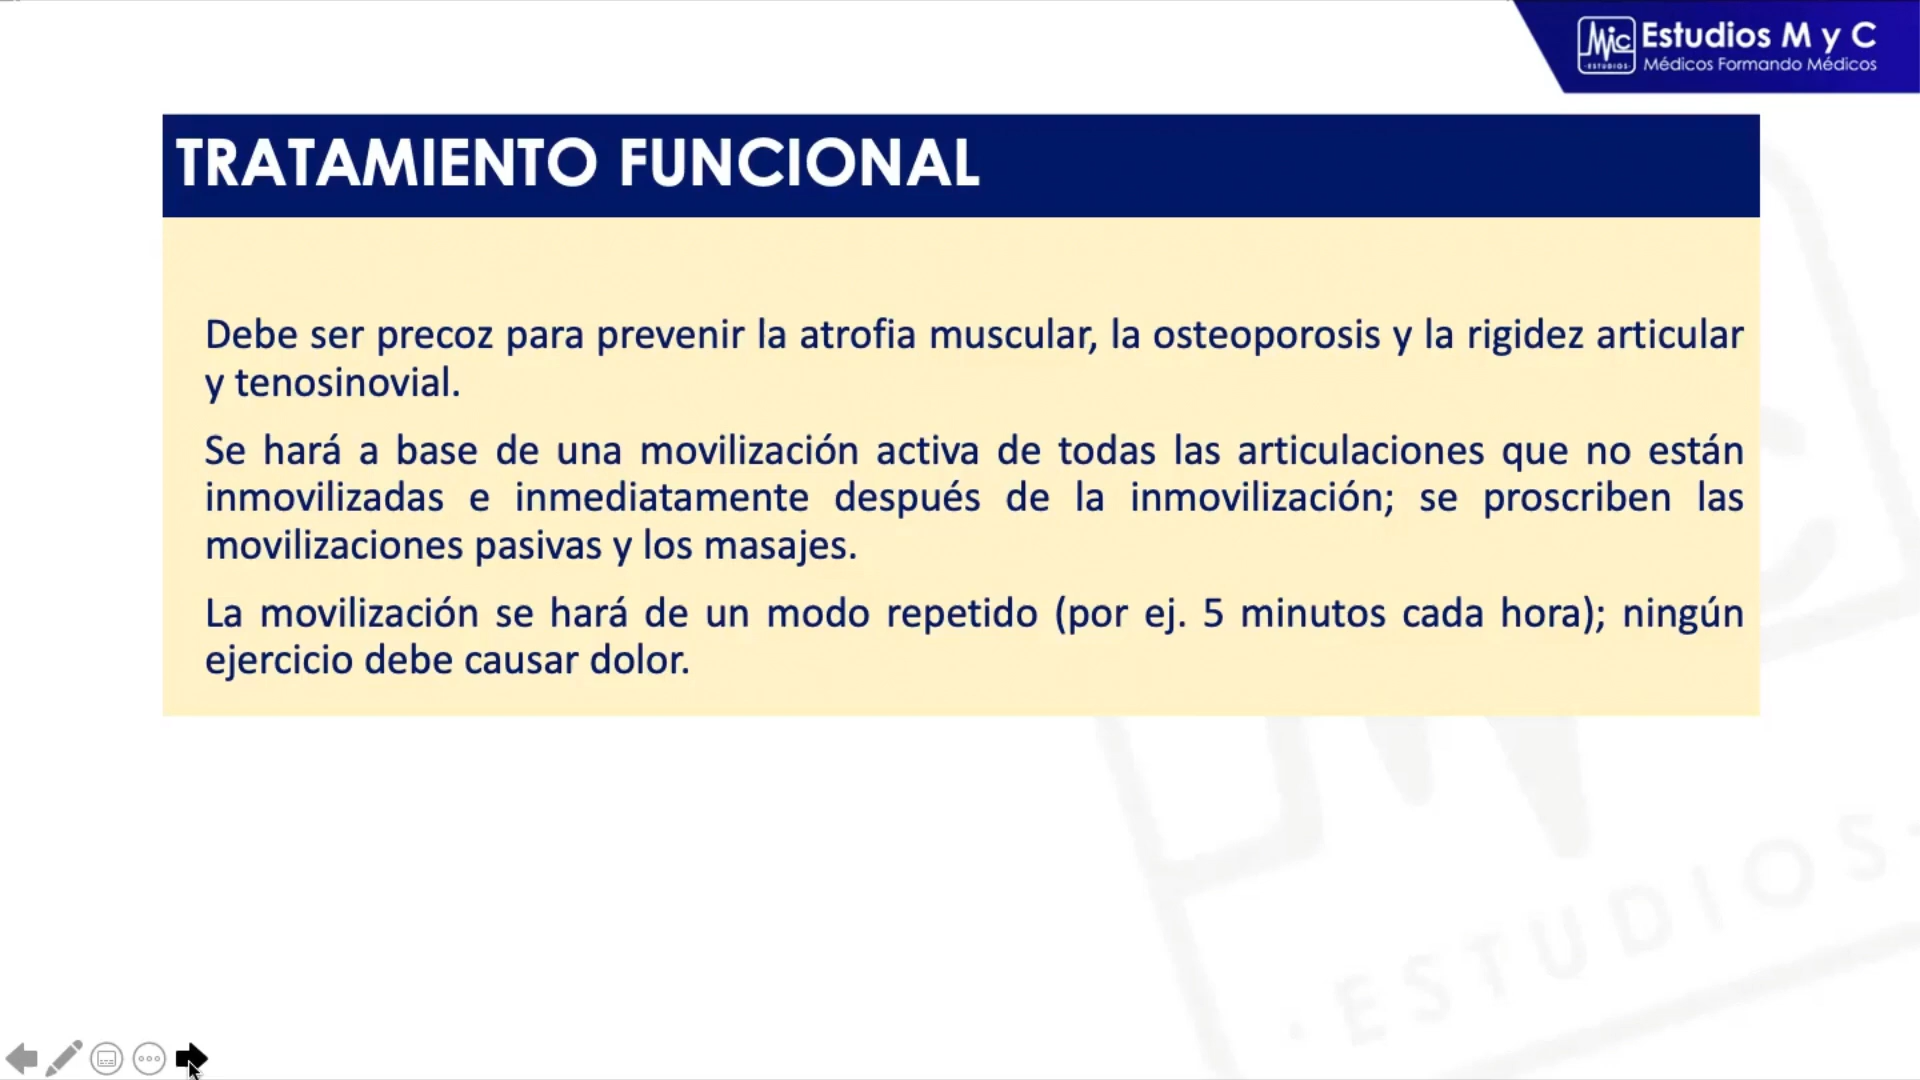 Mic
·ESTUDIOS·
Estudios M y C
Médicos Formando Médicos
TRATAMIENTO FUNCIONAL
Debe ser precoz para prevenir la atrofia muscular, la osteoporosis y la rigidez articular
y tenosinovial.
Se hará a base de una movilización activa de todas las articulaciones que no están
inmovilizadas e inmediatamente después de la inmovilización; se proscriben las
movilizaciones pasivas y los masajes.
La movilización se hará de un modo repetido (por ej. 5 minutos cada hora); ningún
ejercicio debe causar dolor.
·ESTUDIOS·